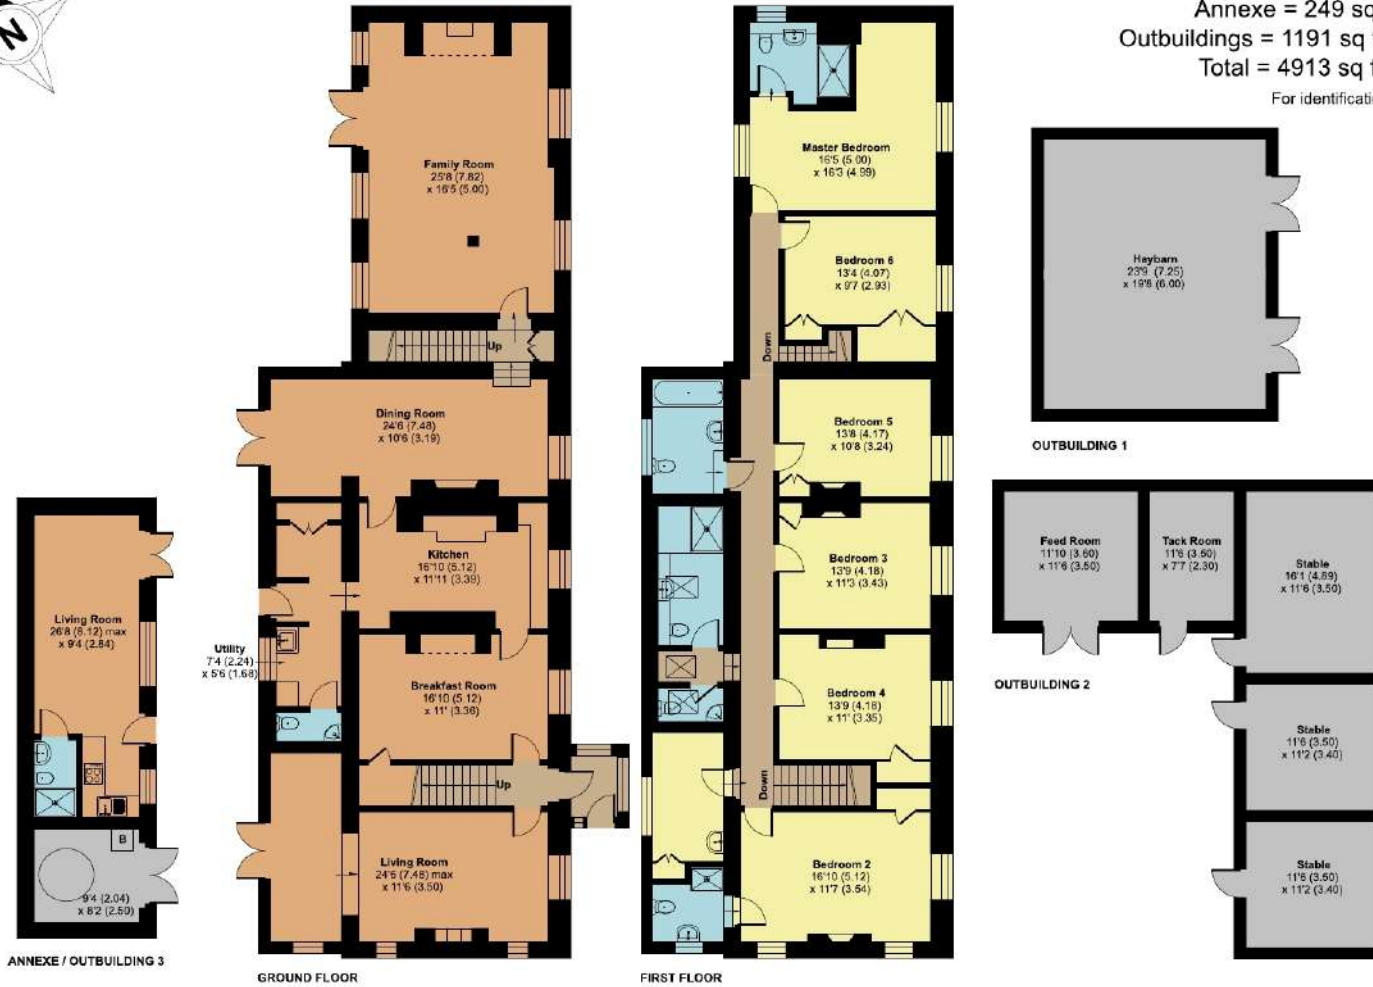 N
Annexe = 249 sq
Outbuildings = 1191 sq
Total = 4913 sq f
For identificati
Family Room
25'8 (7.82)
x 16'5 (5.00)
Up
Dining Room
24'6 (7.48)
x 10'6 (3.19)
Kitchen
16'10 (5.12)
x 11'11 (3.39)
Utility
7'4 (2.24)
x 5'6 (1.68)
Breakfast Room
16'10 (5.12)
x 11' (3.36)
Up
Living Room
24'6 (7.48) max
x 11'6 (3.50)
GROUND FLOOR
Living Room
26'8 (8.12) max
x 9'4 (2.84)
B
9'4 (2.04)
x 8'2 (2.50)
ANNEXE / OUTBUILDING 3
Master Bedroom
16'5 (5.00)
x 16'3 (4.99)
Bedroom 6
13'4 (4.07)
x 9'7 (2.93)
Down
Bedroom 5
13'8 (4.17)
x 10'8 (3.24)
Bedroom 3
13'9 (4.18)
x 11'3 (3.43)
Bedroom 4
13'9 (4.18)
x 11' (3.35)
Down
Bedroom 2
16'10 (5.12)
x 11'7 (3.54)
FIRST FLOOR
Haybarn
23'9 (7.25)
x 19'8 (6.00)
OUTBUILDING 1
Feed Room
11'10 (3.60)
x 11'6 (3.50)
Tack Room
11'6 (3.50)
x 7'7 (2.30)
Stable
16'1 (4.89)
x 11'6 (3.50)
Stable
11'6 (3.50)
x 11'2 (3.40)
Stable
11'6 (3.50)
x 11'2 (3.40)
OUTBUILDING 2